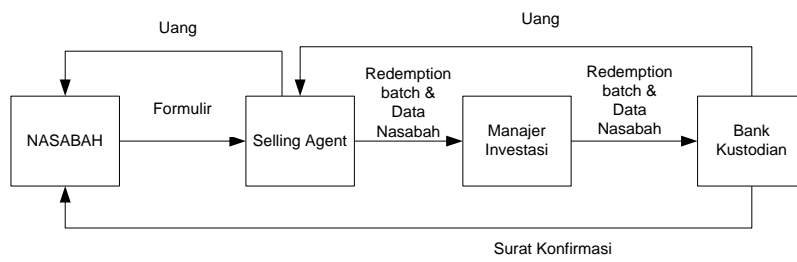 Uang
Uang
Redemption
batch &
Data
Nasabah
Redemption
batch &
Data
Nasabah
Formulir
NASABAH
Selling Agent
Manajer
Investasi
Bank
Kustodian
Surat Konfirmasi